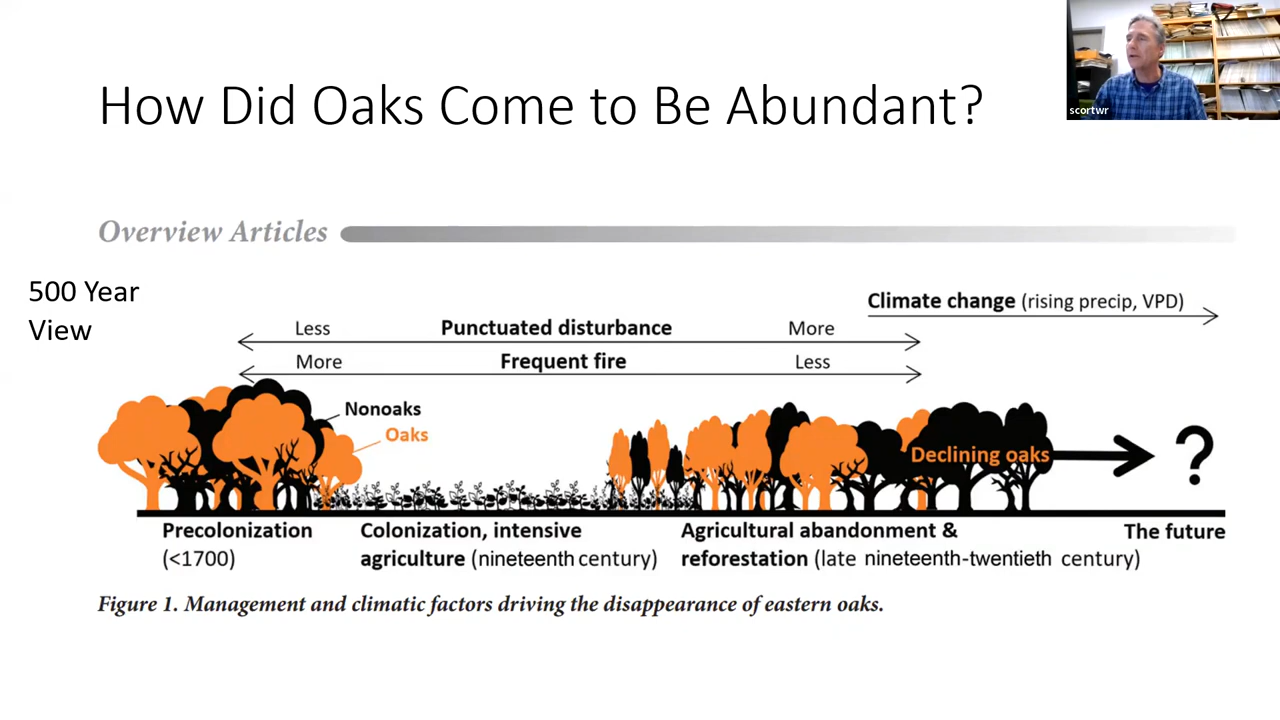 How Did Oaks Come to Be Abundant?
scortwr
Overview Articles
500 Year
View
Climate change (rising precip, VPD)
Less Punctuated disturbance More
More Frequent fire Less
Nonoaks
Oaks
Declining oaks
?
Precolonization
(<1700)
Colonization, intensive
agriculture (nineteenth century)
Agricultural abandonment &
reforestation (late nineteenth-twentieth century)
The future
Figure 1. Management and climatic factors driving the disappearance of eastern oaks.